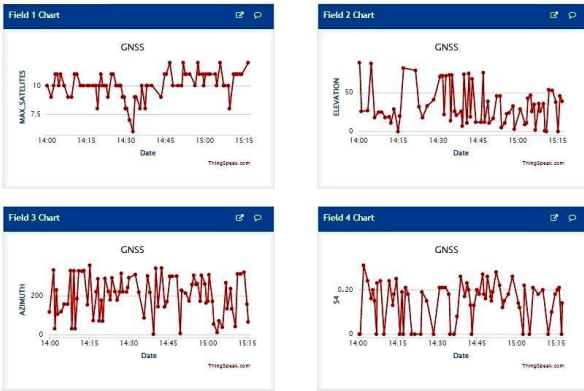 Field 1 Chart
GNSS
MAX_SATELITES
10
7.5
14:00 14:15 14:30 14:45 15:00 15:15
Date
ThingSpeak.com
Field 2 Chart
GNSS
ELEVATION
50
0
14:00 14:15 14:30 14:45 15:00 15:15
Date
ThingSpeak.com
Field 3 Chart
GNSS
AZIMUTH
200
0
14:00 14:15 14:30 14:45 15:00 15:15
Date
ThingSpeak.com
Field 4 Chart
GNSS
S4
0.20
0
14:00 14:15 14:30 14:45 15:00 15:15
Date
ThingSpeak.com